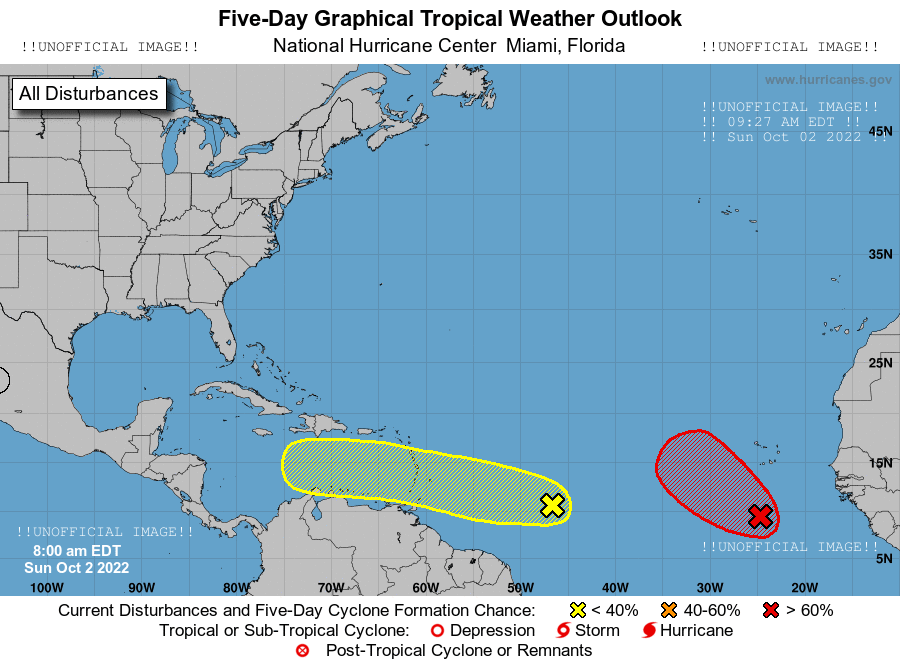 Five-Day Graphical Tropical Weather Outlook
!!UNOFFICIAL IMAGE!! National Hurricane Center  Miami, Florida !!UNOFFICIAL IMAGE!!
www.hurricanes.gov
All Disturbances
!!UNOFFICIAL IMAGE!!
!! 09:27 AM EDT !!
!! Sun Oct 02 2022 !!
45N
35N
25N
15N
!!UNOFFICIAL IMAGE!!
8:00 am EDT
Sun Oct 2 2022
!!UNOFFICIAL IMAGE!!
5N
100W 90W 80W 70W 60W 50W 40W 30W 20W
Current Disturbances and Five-Day Cyclone Formation Chance: < 40% 40-60% > 60%
Tropical or Sub-Tropical Cyclone: Depression Storm Hurricane
Post-Tropical Cyclone or Remnants